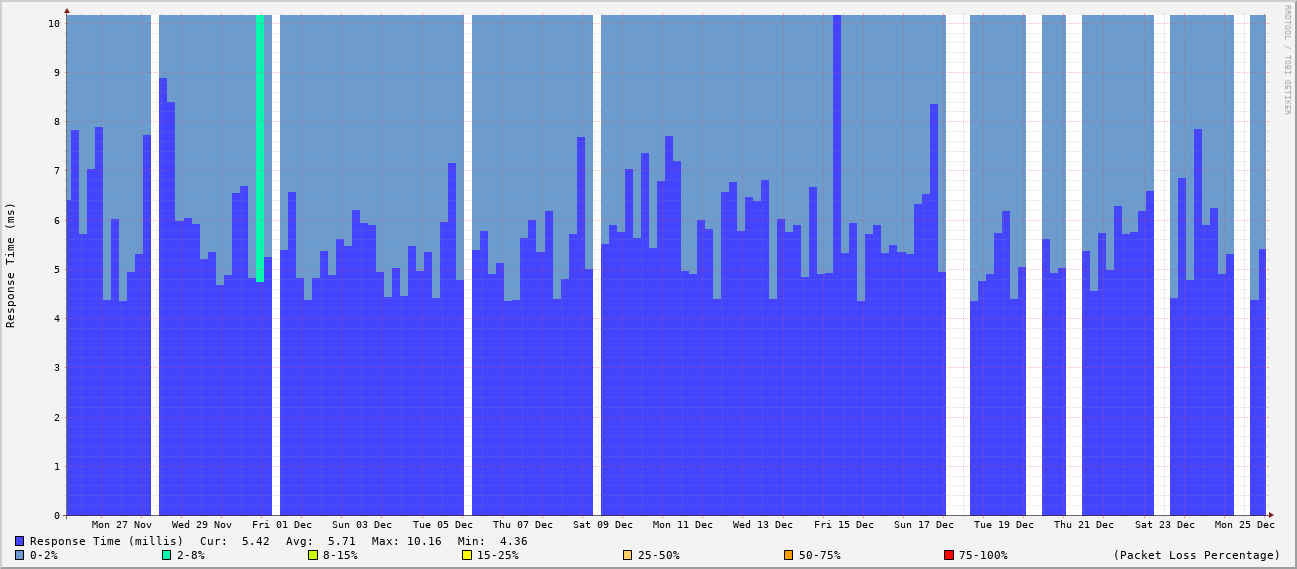 RRDTOOL / TOBI OETIKER
Response Time (ms)
10
9
8
7
6
5
4
3
2
1
0
Mon 27 Nov Wed 29 Nov Fri 01 Dec Sun 03 Dec Tue 05 Dec Thu 07 Dec Sat 09 Dec Mon 11 Dec Wed 13 Dec Fri 15 Dec Sun 17 Dec Tue 19 Dec Thu 21 Dec Sat 23 Dec Mon 25 Dec
Response Time (millis) Cur: 5.42 Avg: 5.71 Max: 10.16 Min: 4.36
0-2% 2-8% 8-15% 15-25% 25-50% 50-75% 75-100% (Packet Loss Percentage)